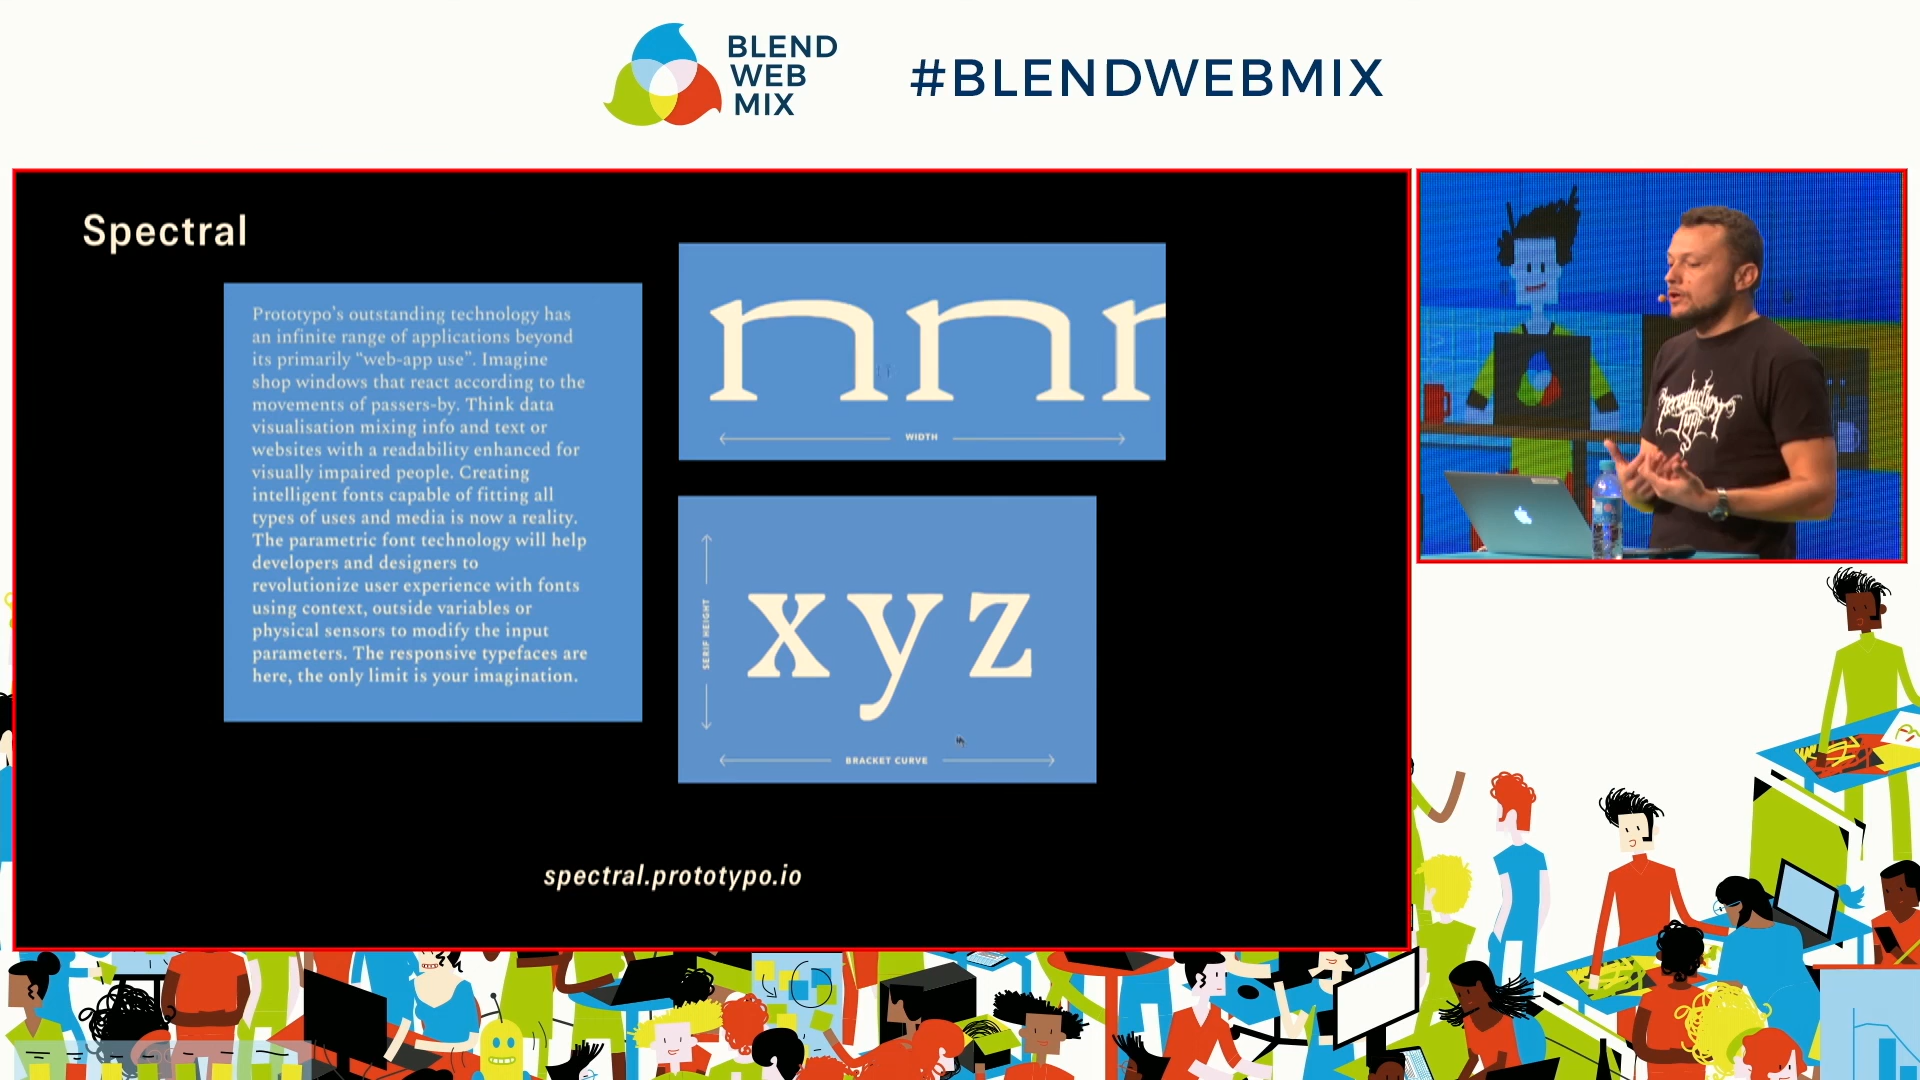 BLEND
WEB
MIX
#BLENDWEBMIX
Spectral
Prototypo's outstanding technology has
an infinite range of applications beyond
its primarily “web-app use”. Imagine
shop windows that react according to the
movements of passers-by. Think data
visualisation mixing info and text or
websites with a readability enhanced for
visually impaired people. Creating
intelligent fonts capable of fitting all
types of uses and media is now a reality.
The parametric font technology will help
developers and designers to
revolutionize user experience with fonts
using context, outside variables or
physical sensors to modify the input
parameters. The responsive typefaces are
here, the only limit is your imagination.
nnn
WIDTH
SERIF HEIGHT
xyz
BRACKET CURVE
spectral.prototypo.io